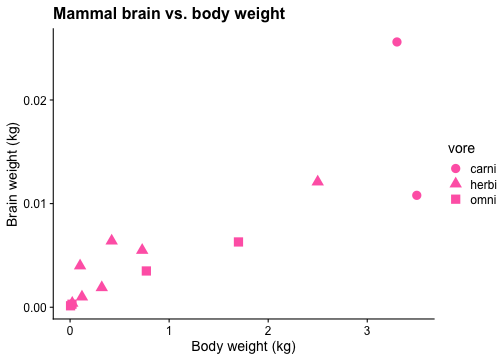 Mammal brain vs. body weight
Brain weight (kg)
0.02
0.01
0.00
0
1
2
3
Body weight (kg)
vore
carni
herbi
omni